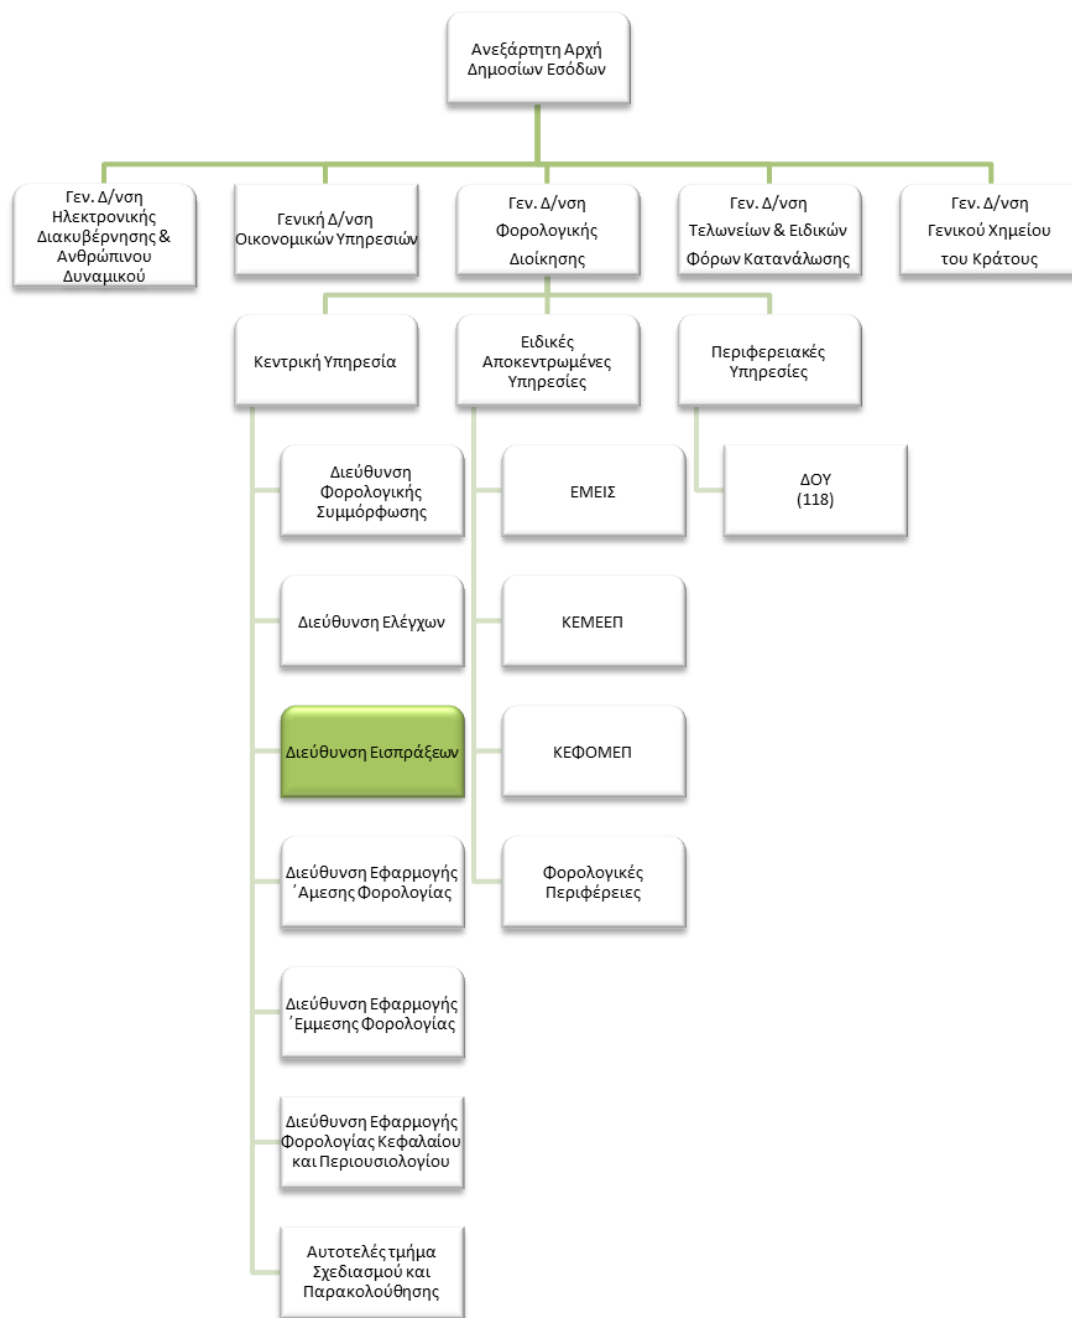 Ανεξάρτητη Αρχή
Δημοσίων Εσόδων
Γεν. Δ/νση
Ηλεκτρονικής
Διακυβέρνησης &
Ανθρώπινου
Δυναμικού
Γενική Δ/νση
Οικονομικών Υπηρεσιών
Γεν. Δ/νση
Φορολογικής
Διοίκησης
Γεν. Δ/νση
Τελωνείων & Ειδικών
Φόρων Κατανάλωσης
Γεν. Δ/νση
Γενικού Χημείου
του Κράτους
Κεντρική Υπηρεσία
Ειδικές
Αποκεντρωμένες
Υπηρεσίες
Περιφερειακές
Υπηρεσίες
Διεύθυνση
Φορολογικής
Συμμόρφωσης
ΕΜΕΙΣ
ΔΟΥ
(118)
Διεύθυνση Ελέγχων
ΚΕΜΕΕΠ
Διεύθυνση Εισπράξεων
ΚΕΦΟΜΕΠ
Διεύθυνση Εφαρμογής
΄Αμεσης Φορολογίας
Φορολογικές
Περιφέρειες
Διεύθυνση Εφαρμογής
΄Εμμεσης Φορολογίας
Διεύθυνση Εφαρμογής
Φορολογίας Κεφαλαίου
και Περιουσιολογίου
Αυτοτελές τμήμα
Σχεδιασμού και
Παρακολούθησης